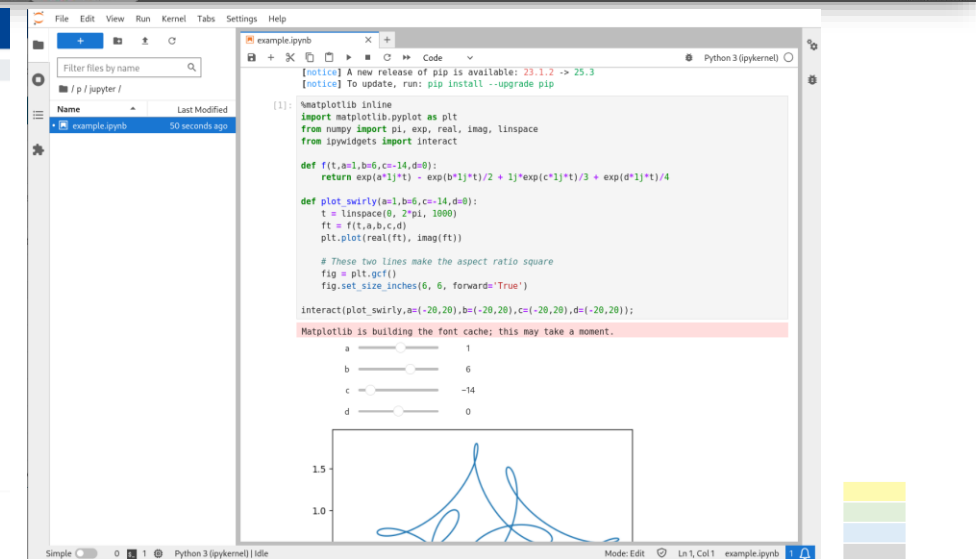 File Edit View Run Kernel Tabs Settings Help
Filter files by name
/ p / jupyter /
Name Last Modified
example.ipynb 50 seconds ago
example.ipynb
Code
Python 3 (ipykernel)
[notice] A new release of pip is available: 23.1.2 -> 25.3
[notice] To update, run: pip install --upgrade pip
[1]: %matplotlib inline
import matplotlib.pyplot as plt
from numpy import pi, exp, real, imag, linspace
from ipywidgets import interact
def f(t,a=1,b=6,c=-14,d=0):
    return exp(a*1j*t) - exp(b*1j*t)/2 + 1j*exp(c*1j*t)/3 + exp(d*1j*t)/4
def plot_swirly(a=1,b=6,c=-14,d=0):
    t = linspace(0, 2*pi, 1000)
    ft = f(t,a,b,c,d)
    plt.plot(real(ft), imag(ft))
    # These two lines make the aspect ratio square
    fig = plt.gcf()
    fig.set_size_inches(6, 6, forward='True')
interact(plot_swirly,a=(-20,20),b=(-20,20),c=(-20,20),d=(-20,20));
Matplotlib is building the font cache; this may take a moment.
a 1
b 6
c −14
d 0
1.5
1.0
Simple 0 1 Python 3 (ipykernel) | Idle
Mode: Edit Ln 1, Col 1 example.ipynb 1